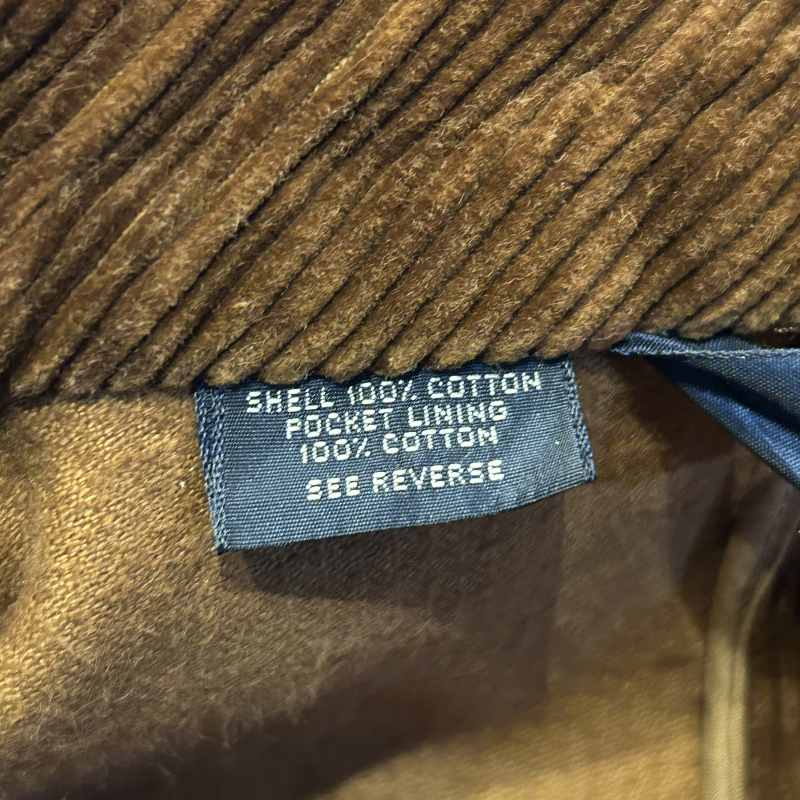 SHELL 100% COTTON
POCKET LINING
100% COTTON
SEE REVERSE